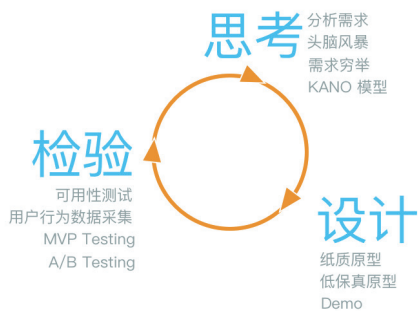 思考
分析需求
头脑风暴
需求穷举
KANO 模型
检验
可用性测试
用户行为数据采集
MVP Testing
A/B Testing
设计
纸质原型
低保真原型
Demo